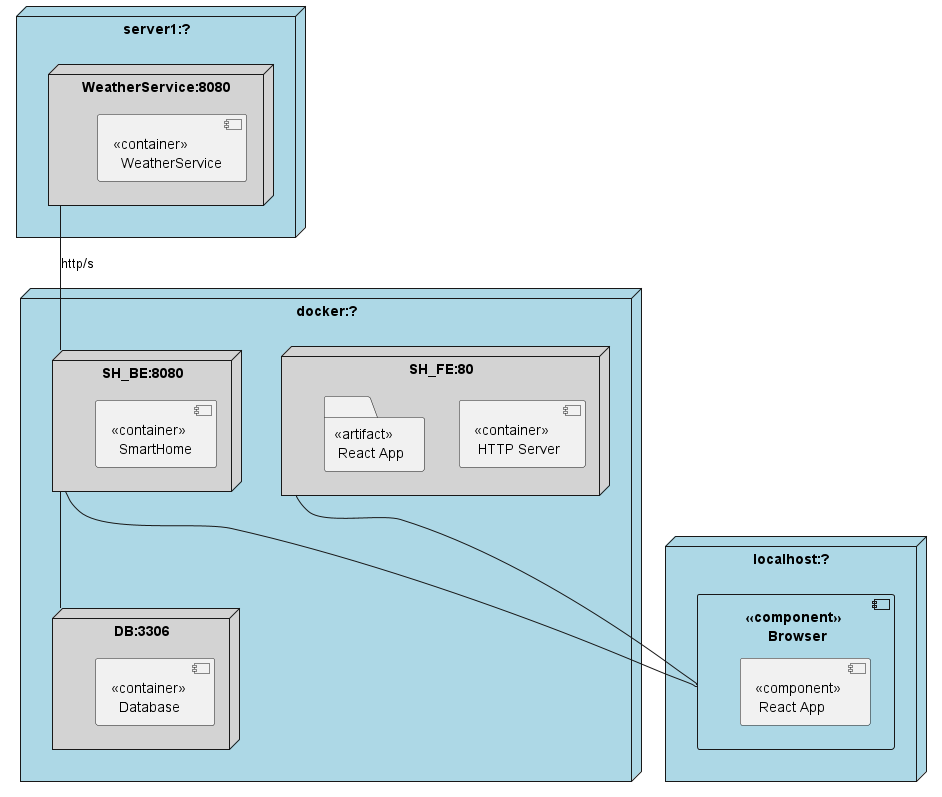 server1:?
WeatherService:8080
«container»
WeatherService
http/s
docker:?
SH_BE:8080
«container»
SmartHome
SH_FE:80
«artifact»
React App
«container»
HTTP Server
DB:3306
«container»
Database
localhost:?
«component»
Browser
«component»
React App